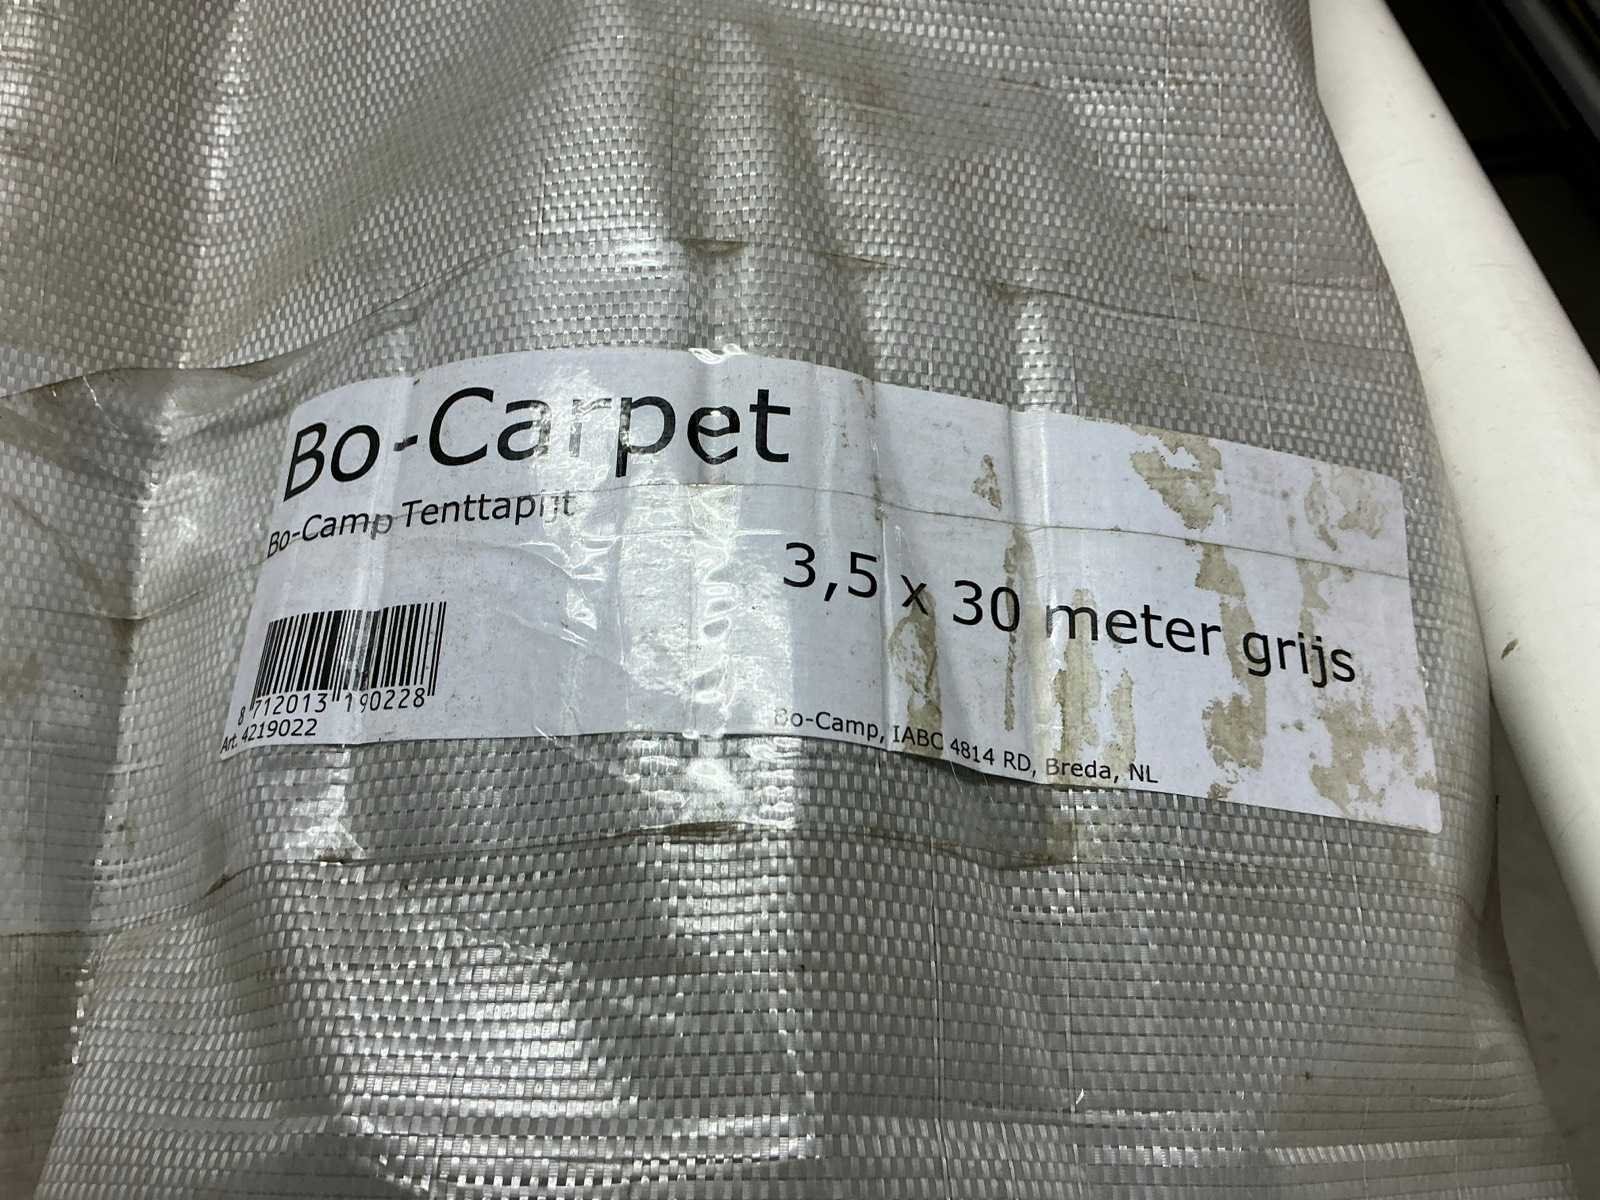 Bo-Carpet
Bo-Camp Tenttapijt
3,5 x 30 meter grijs
8 712013 190228
Art. 4219022
Bo-Camp, IABC 4814 RD, Breda, NL